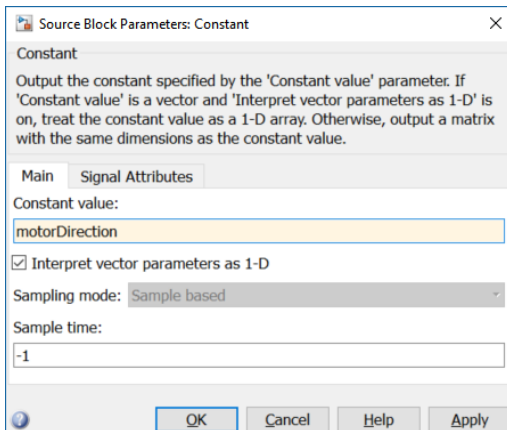 Source Block Parameters: Constant
Constant
Output the constant specified by the 'Constant value' parameter. If
'Constant value' is a vector and 'Interpret vector parameters as 1-D' is
on, treat the constant value as a 1-D array. Otherwise, output a matrix
with the same dimensions as the constant value.
Main Signal Attributes
Constant value:
motorDirection
Interpret vector parameters as 1-D
Sampling mode: Sample based
Sample time:
-1
? OK Cancel Help Apply